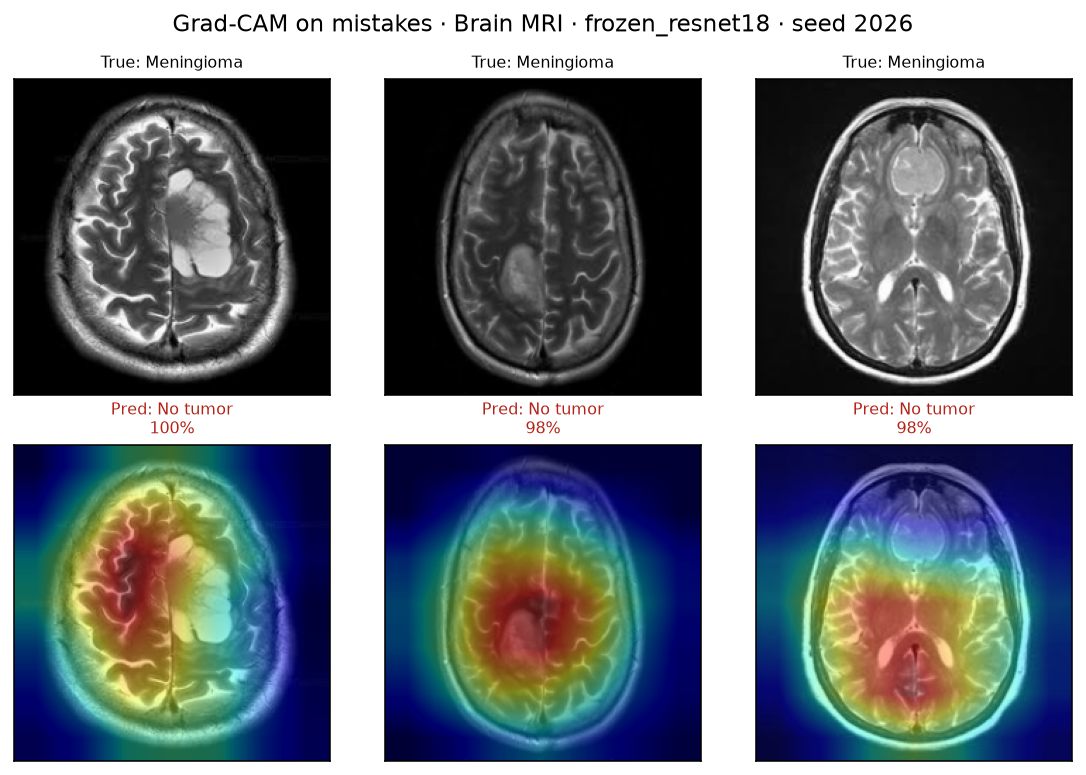 Grad-CAM on mistakes · Brain MRI · frozen_resnet18 · seed 2026
True: Meningioma
True: Meningioma
True: Meningioma
Pred: No tumor
100%
Pred: No tumor
98%
Pred: No tumor
98%